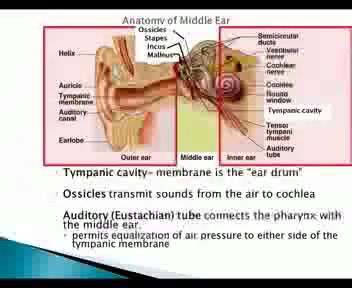 Anatomy of Middle Ear
Ossicles
Stapes
Incus
Malleus
Helix
Auricle
Tympanic
membrane
Auditory
canal
Earlobe
Semicircular
ducts
Vestibular
nerve
Cochlear
nerve
Cochlea
Round
window
Tympanic cavity
Tensor
tympani
muscle
Auditory
tube
Outer ear
Middle ear
Inner ear
Tympanic cavity- membrane is the "ear drum"
Ossicles transmit sounds from the air to cochlea
Auditory (Eustachian) tube connects the pharynx with
the middle ear.
permits equalization of air pressure to either side of the
tympanic membrane